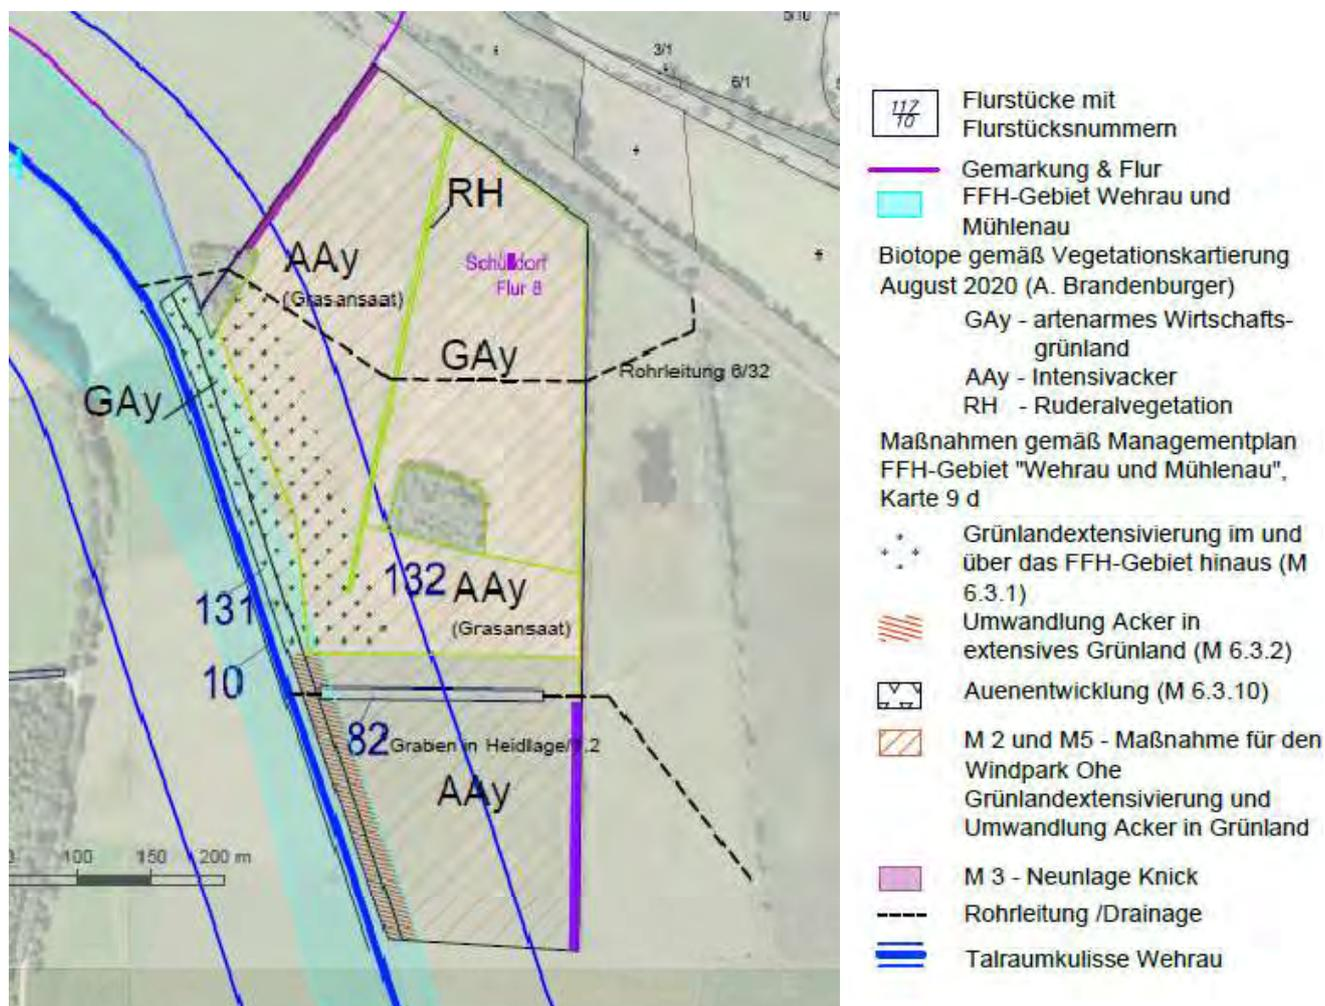 3/1
6/1
RH
AAy
(Grasansaat)
Flur 8
GAy
Rohrleitung 6/32
GAy
132
AAy
(Grasansaat)
131
10
82
Graben in Heidlage/
AAy
100 150 200 m
117
10
Flurstücke mit
Flurstücksnummern
Gemarkung & Flur
FFH-Gebiet Wehrau und
Mühlenau
Biotope gemäß Vegetationskartierung
August 2020 (A. Brandenburger)
GAy - artenarmes Wirtschafts-
grünland
AAy - Intensivacker
RH - Ruderalvegetation
Maßnahmen gemäß Managementplan
FFH-Gebiet "Wehrau und Mühlenau",
Karte 9 d
Grünlandextensivierung im und
über das FFH-Gebiet hinaus (M
6.3.1)
Umwandlung Acker in
extensives Grünland (M 6.3.2)
Auenentwicklung (M 6.3.10)
M 2 und M5 - Maßnahme für den
Windpark Ohe
Grünlandextensivierung und
Umwandlung Acker in Grünland
M 3 - Neunlage Knick
Rohrleitung /Drainage
Talraumkulisse Wehrau